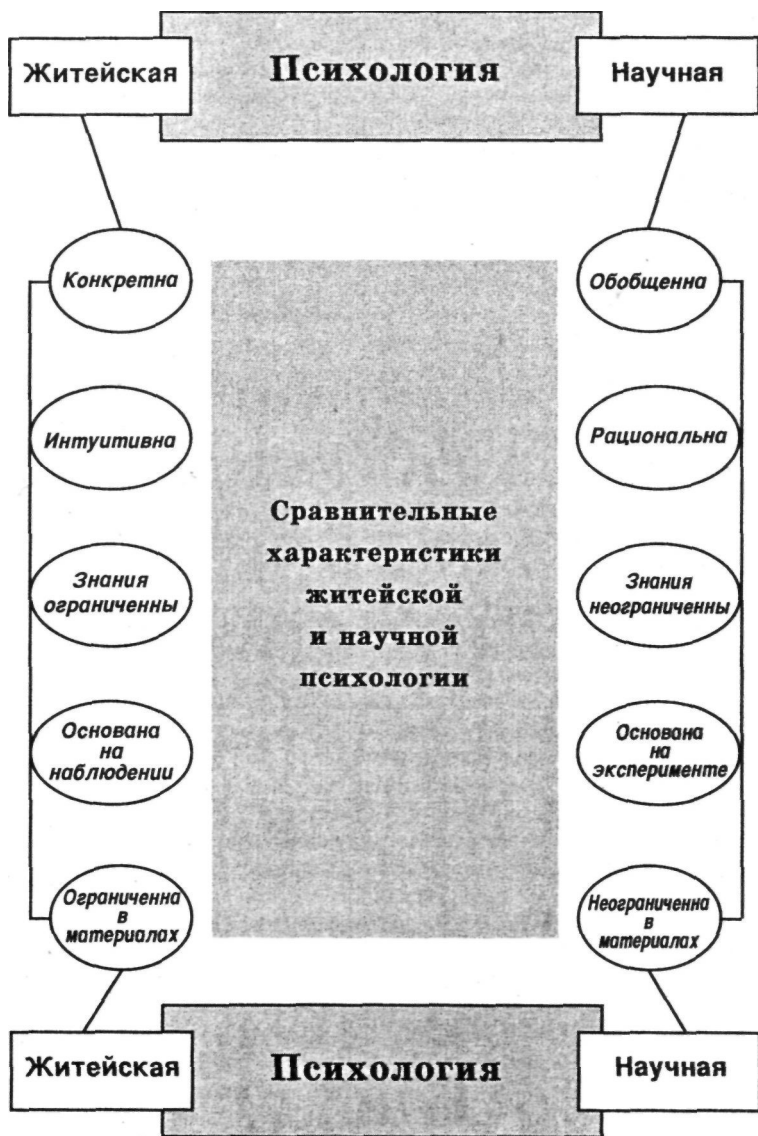 Житейская
Психология
Научная
Конкретна
Обобщенна
Интуитивна
Рациональна
Сравнительные
характеристики
житейской
и научной
психологии
Знания
ограниченны
Знания
неограниченны
Основана
на
наблюдении
Основана
на
эксперименте
Ограниченна
в
материалах
Неограниченна
в
материалах
Житейская
Психология
Научная